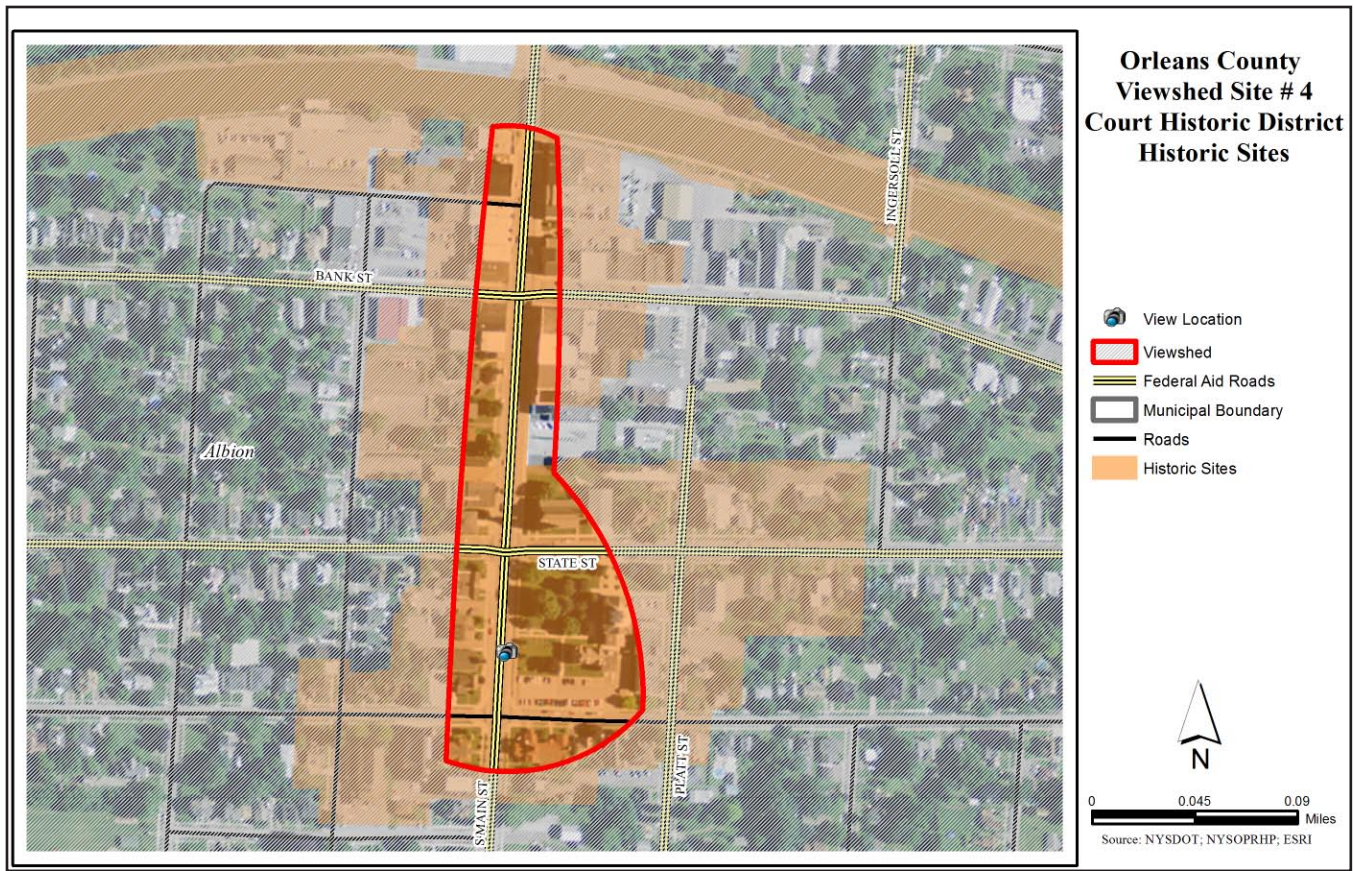 Orleans County
Viewshed Site # 4
Court Historic District
Historic Sites
INGERSOLL ST
BANK ST
Albion
STATE ST
S MAIN ST
PLATT ST
View Location
Viewshed
Federal Aid Roads
Municipal Boundary
Roads
Historic Sites
N
0 0.045 0.09
Miles
Source: NYSDOT; NYSOPRHP; ESRI